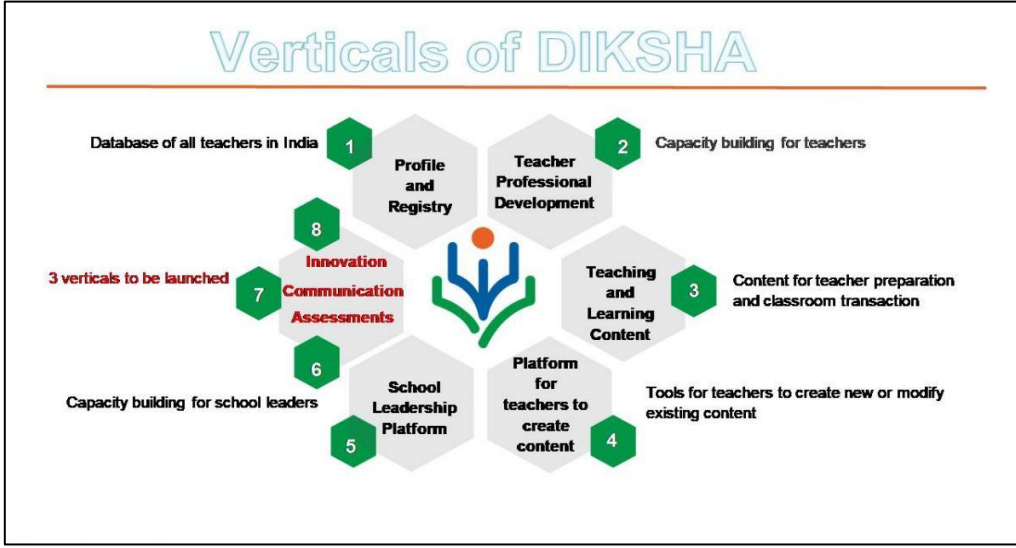 Verticals of DIKSHA
Database of all teachers in India
1
Profile
and
Registry
Teacher
Professional
Development
2
Capacity building for teachers
Teaching
and
Learning
Content
3
Content for teacher preparation
and classroom transaction
Platform
for
teachers to
create
content
4
Tools for teachers to create new or modify
existing content
School
Leadership
Platform
5
Capacity building for school leaders
6
3 verticals to be launched
7
8
Innovation
Communication
Assessments